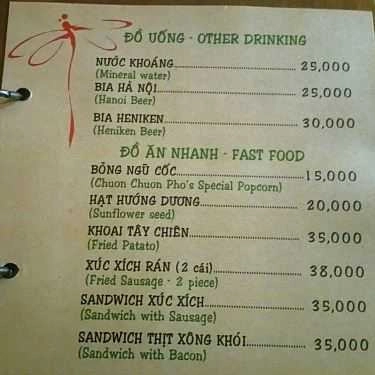 ĐỒ UỐNG - OTHER DRINKING
NƯỚC KHOÁNG 25,000
(Mineral water)
BIA HÀ NỘI 25,000
(Hanoi Beer)
BIA HENIKEN 30,000
(Heniken Beer)
ĐỒ ĂN NHANH - FAST FOOD
BỎNG NGŨ CỐC 15,000
(Chuon Chuon Pho's Special Popcorn)
HẠT HƯỚNG DƯƠNG 20,000
(Sunflower seed)
KHOAI TÂY CHIÊN 35,000
(Fried Patato)
XÚC XÍCH RÁN (2 cái) 38,000
(Fried Sausage - 2 piece)
SANDWICH XÚC XÍCH 35,000
(Sandwich with Sausage)
SANDWICH THỊT XÔNG KHÓI 35,000
(Sandwich with Bacon)